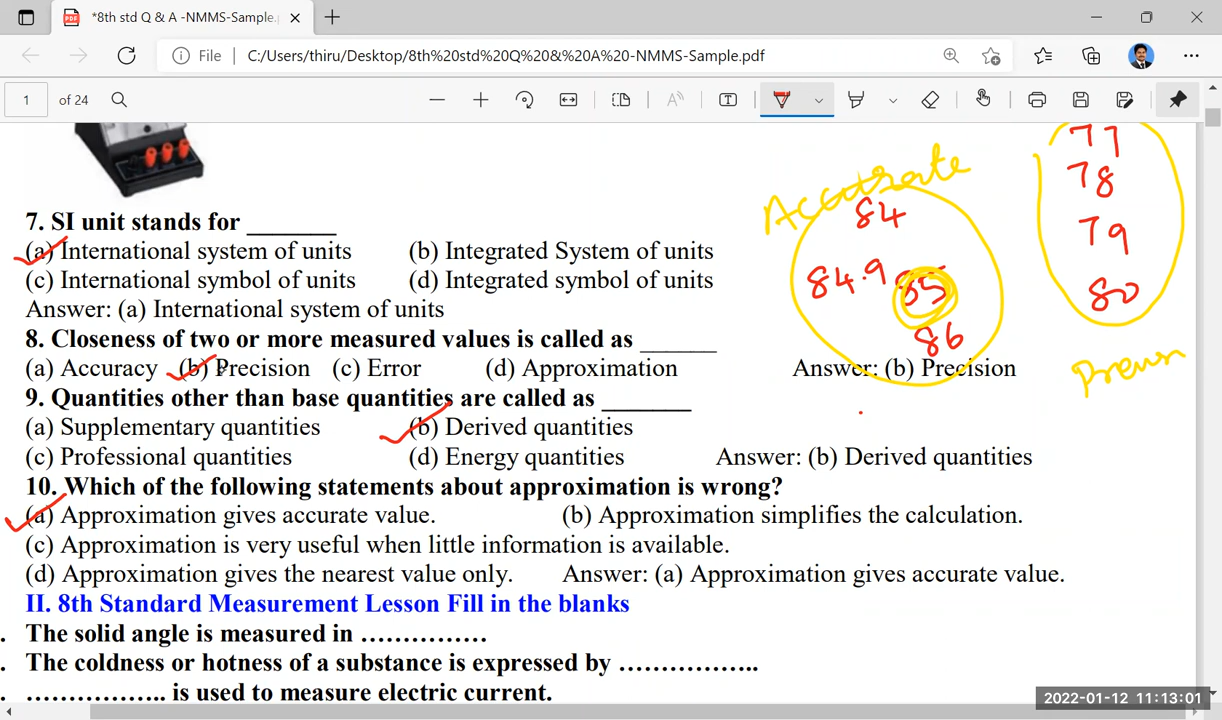 *8th std Q & A -NMMS-Sample.
File
C:/Users/thiru/Desktop/8th%20std%20Q%20&%20A%20-NMMS-Sample.pdf
1 of 24
7. SI unit stands for _______
(a) International system of units (b) Integrated System of units
(c) International symbol of units (d) Integrated symbol of units
Answer: (a) International system of units
8. Closeness of two or more measured values is called as ______
(a) Accuracy (b) Precision (c) Error (d) Approximation Answer: (b) Precision
9. Quantities other than base quantities are called as _______
(a) Supplementary quantities (b) Derived quantities
(c) Professional quantities (d) Energy quantities Answer: (b) Derived quantities
10. Which of the following statements about approximation is wrong?
(a) Approximation gives accurate value. (b) Approximation simplifies the calculation.
(c) Approximation is very useful when little information is available.
(d) Approximation gives the nearest value only. Answer: (a) Approximation gives accurate value.
II. 8th Standard Measurement Lesson Fill in the blanks
. The solid angle is measured in ……………
. The coldness or hotness of a substance is expressed by ……………..
. …………….. is used to measure electric current.
84
84.9 85
86
77
78
79
80
2022-01-12 11:13:01